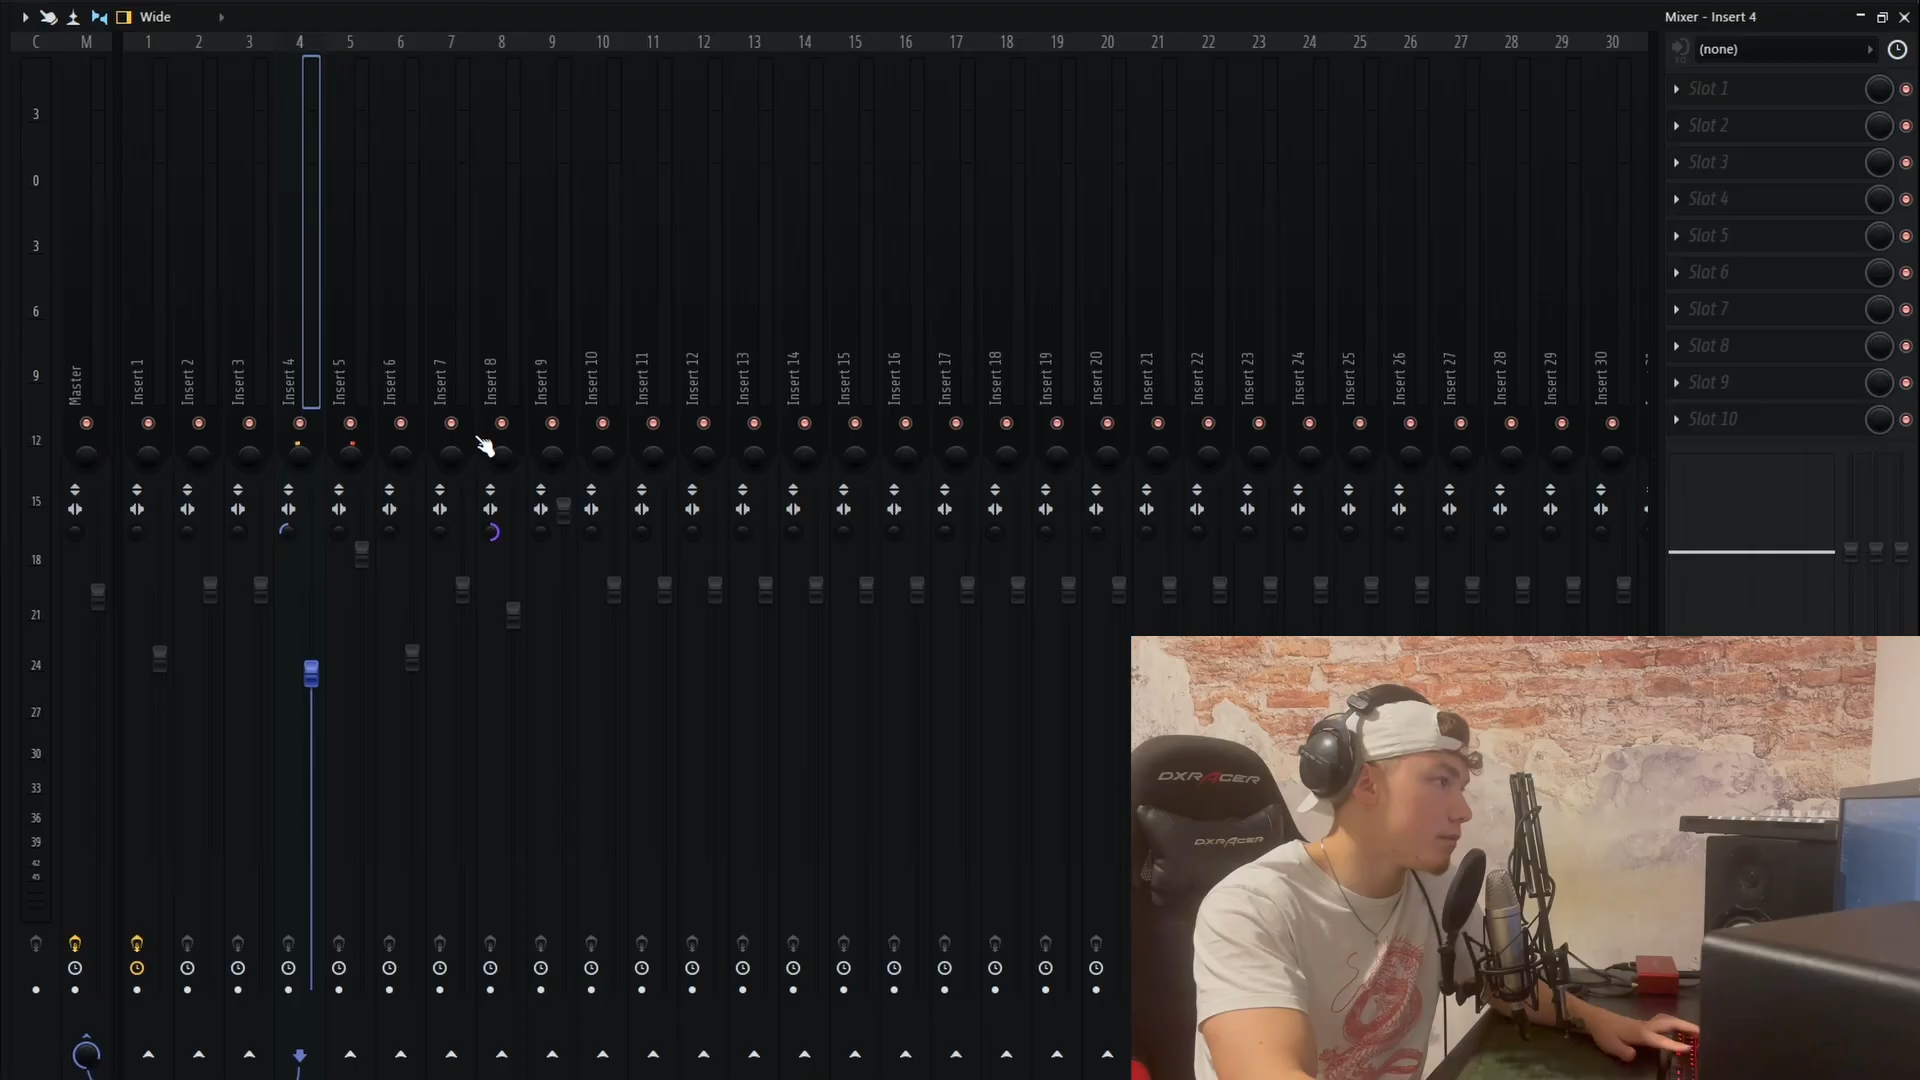 Wide
Mixer - Insert 4
C M 1 2 3 4 5 6 7 8 9 10 11 12 13 14 15 16 17 18 19 20 21 22 23 24 25 26 27 28 29 30
(none)
Slot 1
Slot 2
Slot 3
Slot 4
Slot 5
Slot 6
Slot 7
Slot 8
Slot 9
Slot 10
3
0
3
6
9
12
15
18
21
24
27
30
33
36
39
42
45
Master
Insert 1
Insert 2
Insert 3
Insert 4
Insert 5
Insert 6
Insert 7
Insert 8
Insert 9
Insert 10
Insert 11
Insert 12
Insert 13
Insert 14
Insert 15
Insert 16
Insert 17
Insert 18
Insert 19
Insert 20
Insert 21
Insert 22
Insert 23
Insert 24
Insert 25
Insert 26
Insert 27
Insert 28
Insert 29
Insert 30
DXRACER
DXRACER